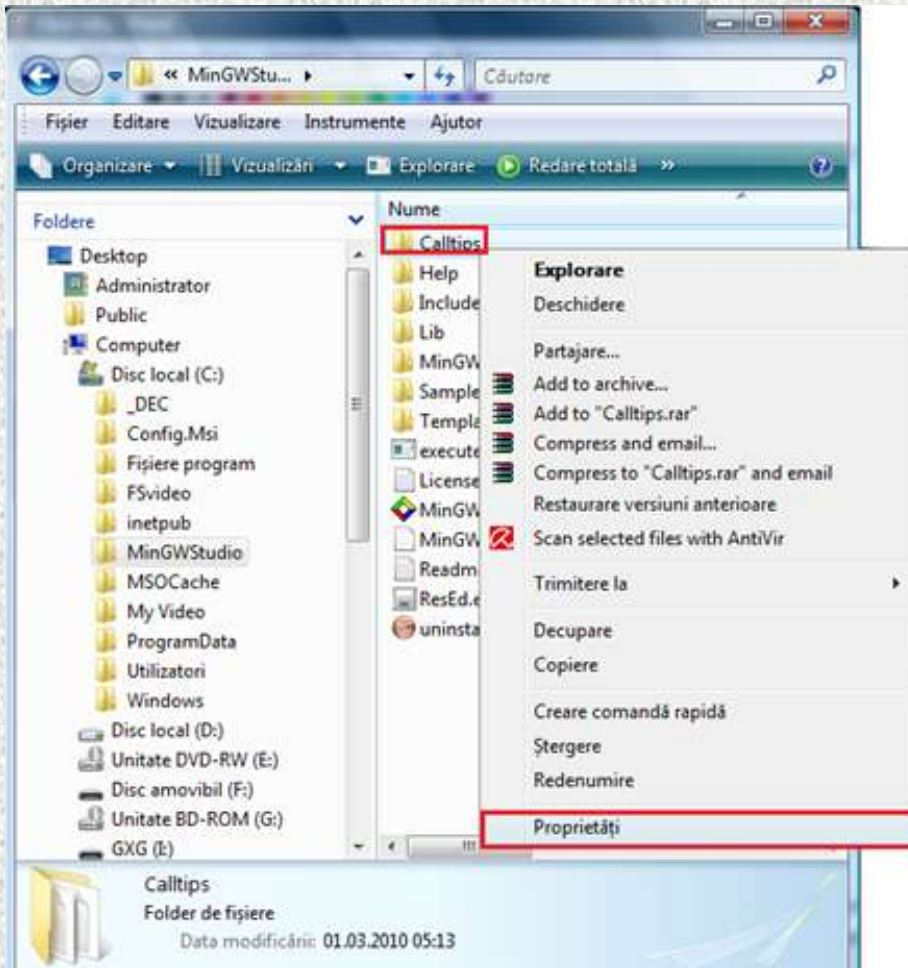 « MinGWStu...
Căutare
Fișier Editare Vizualizare Instrumente Ajutor
Organizare Vizualizări Explorare Redare totală »
Foldere
Desktop
Administrator
Public
Computer
Disc local (C:)
_DEC
Config.Msi
Fișiere program
FSvideo
inetpub
MinGWStudio
MSOCache
My Video
ProgramData
Utilizatori
Windows
Disc local (D:)
Unitate DVD-RW (E:)
Disc amovibil (F:)
Unitate BD-ROM (G:)
GXG (I:)
Nume
Calltips
Help
Include
Lib
MinGW
Sample
Templa
execute
License
MinGW
MinGW
Readm
ResEd.e
uninsta
Explorare
Deschidere
Partajare...
Add to archive...
Add to "Calltips.rar"
Compress and email...
Compress to "Calltips.rar" and email
Restaurare versiuni anterioare
Scan selected files with AntiVir
Trimitere la
Decupare
Copiere
Creare comandă rapidă
Ștergere
Redenumire
Proprietăți
Calltips
Folder de fișiere
Data modificării: 01.03.2010 05:13